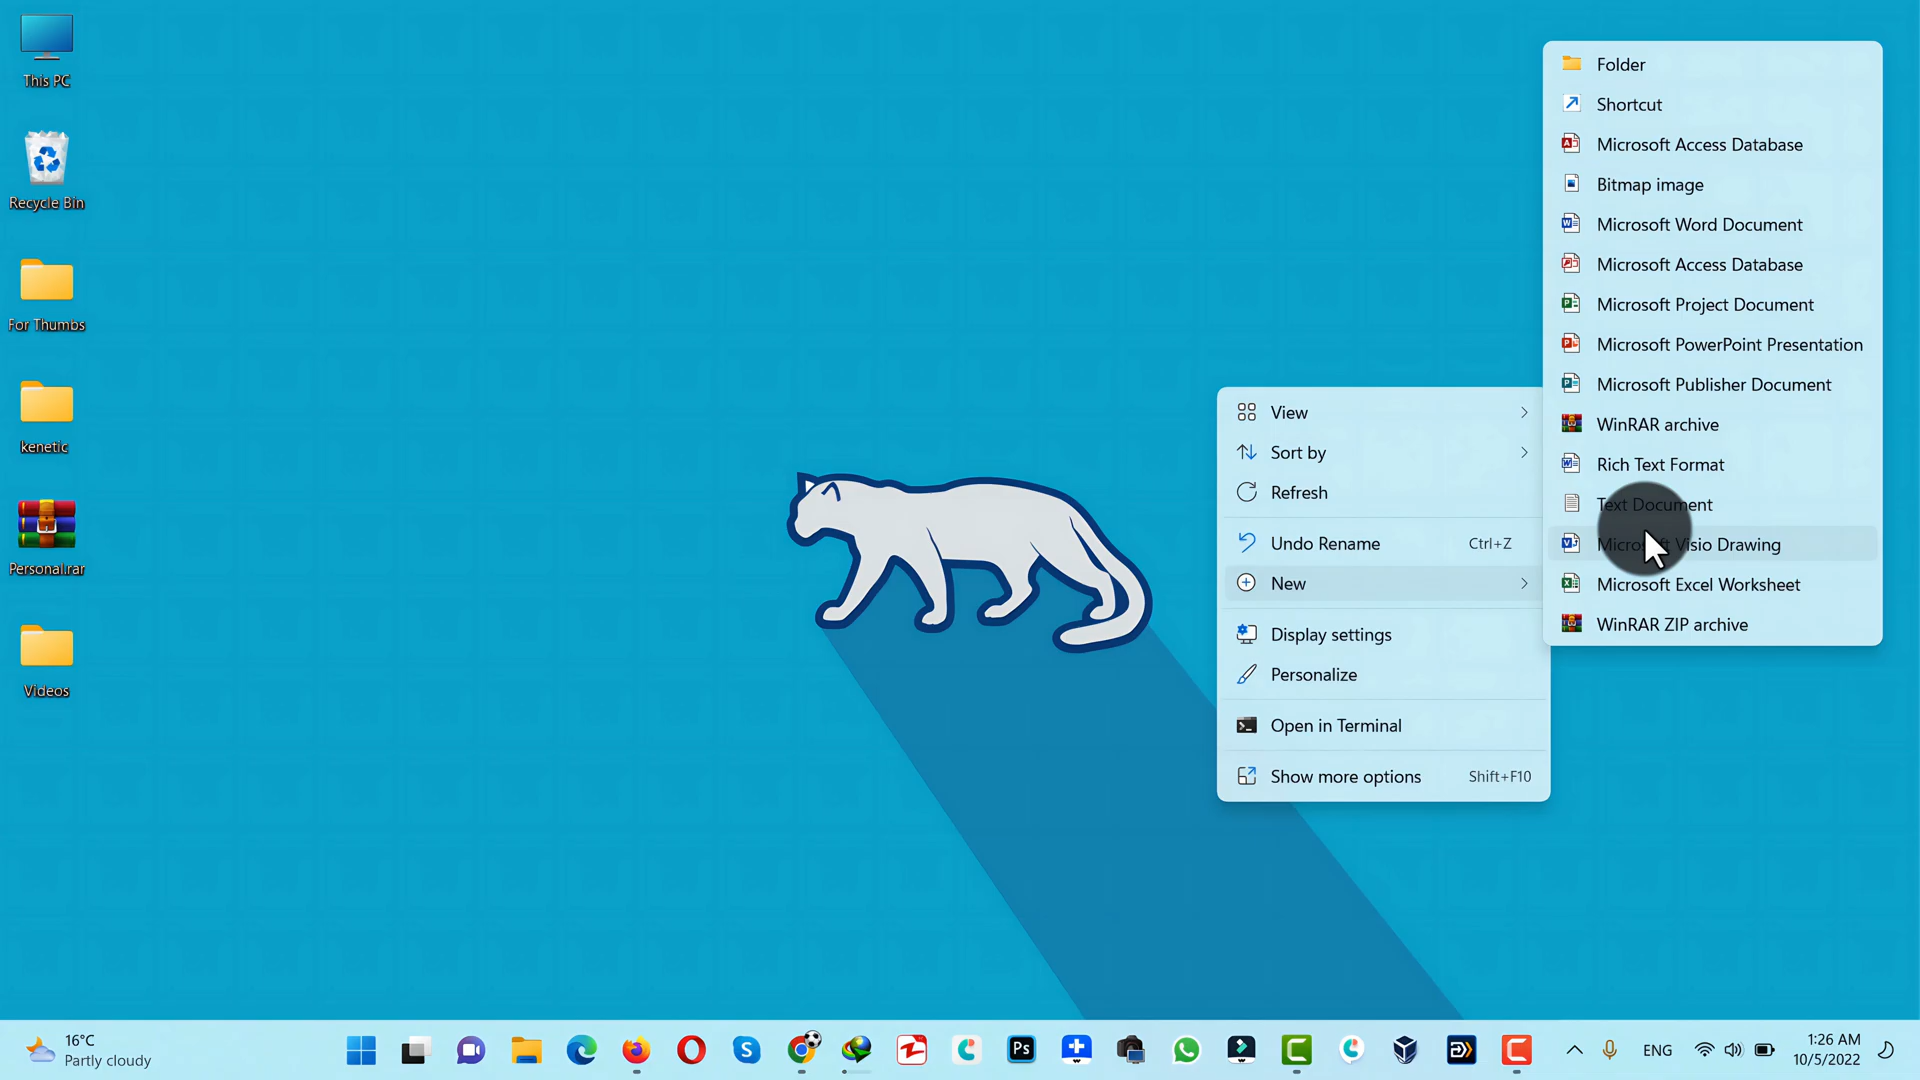 This PC
Recycle Bin
For Thumbs
kenetic
Personal.rar
Videos
View
Sort by
Refresh
Undo Rename Ctrl+Z
New
Display settings
Personalize
Open in Terminal
Show more options Shift+F10
Folder
Shortcut
Microsoft Access Database
Bitmap image
Microsoft Word Document
Microsoft Access Database
Microsoft Project Document
Microsoft PowerPoint Presentation
Microsoft Publisher Document
WinRAR archive
Rich Text Format
Text Document
Microsoft Visio Drawing
Microsoft Excel Worksheet
WinRAR ZIP archive
16°C
Partly cloudy
Ps
ENG
1:26 AM
10/5/2022